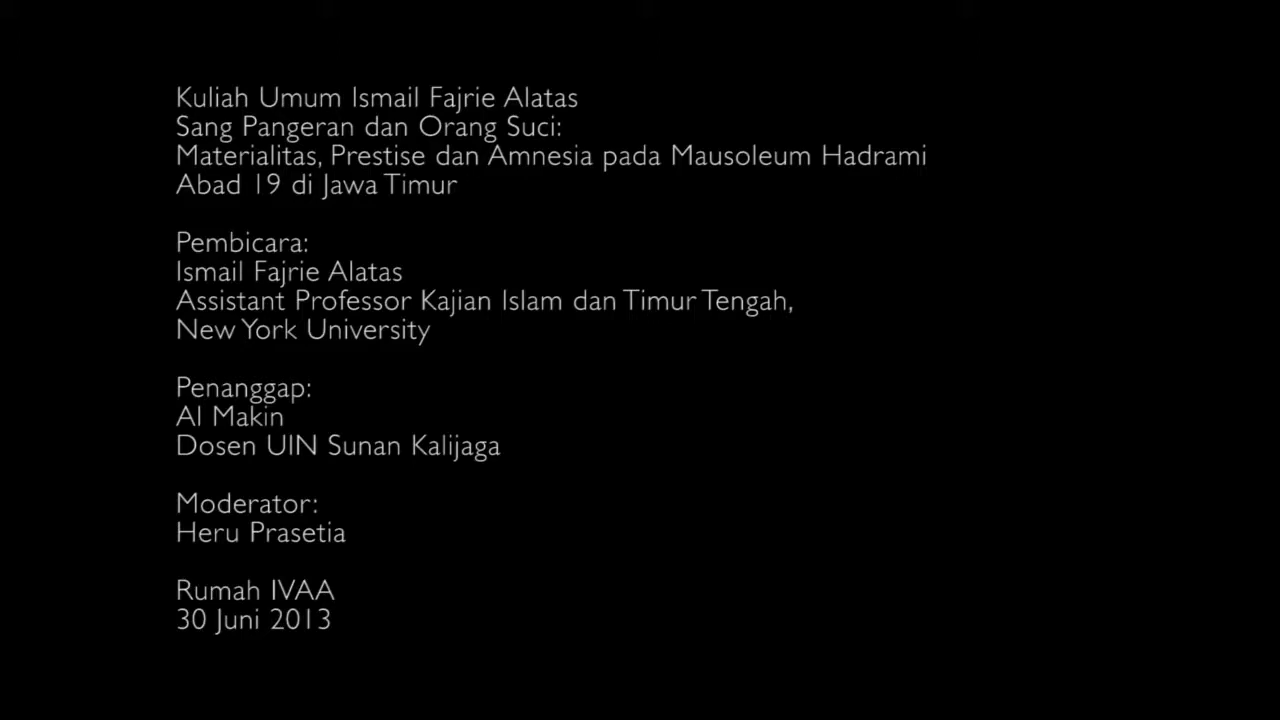 Kuliah Umum Ismail Fajrie Alatas
Sang Pangeran dan Orang Suci:
Materialitas, Prestise dan Amnesia pada Mausoleum Hadrami
Abad 19 di Jawa Timur
Pembicara:
Ismail Fajrie Alatas
Assistant Professor Kajian Islam dan Timur Tengah,
New York University
Penanggap:
Al Makin
Dosen UIN Sunan Kalijaga
Moderator:
Heru Prasetia
Rumah IVAA
30 Juni 2013